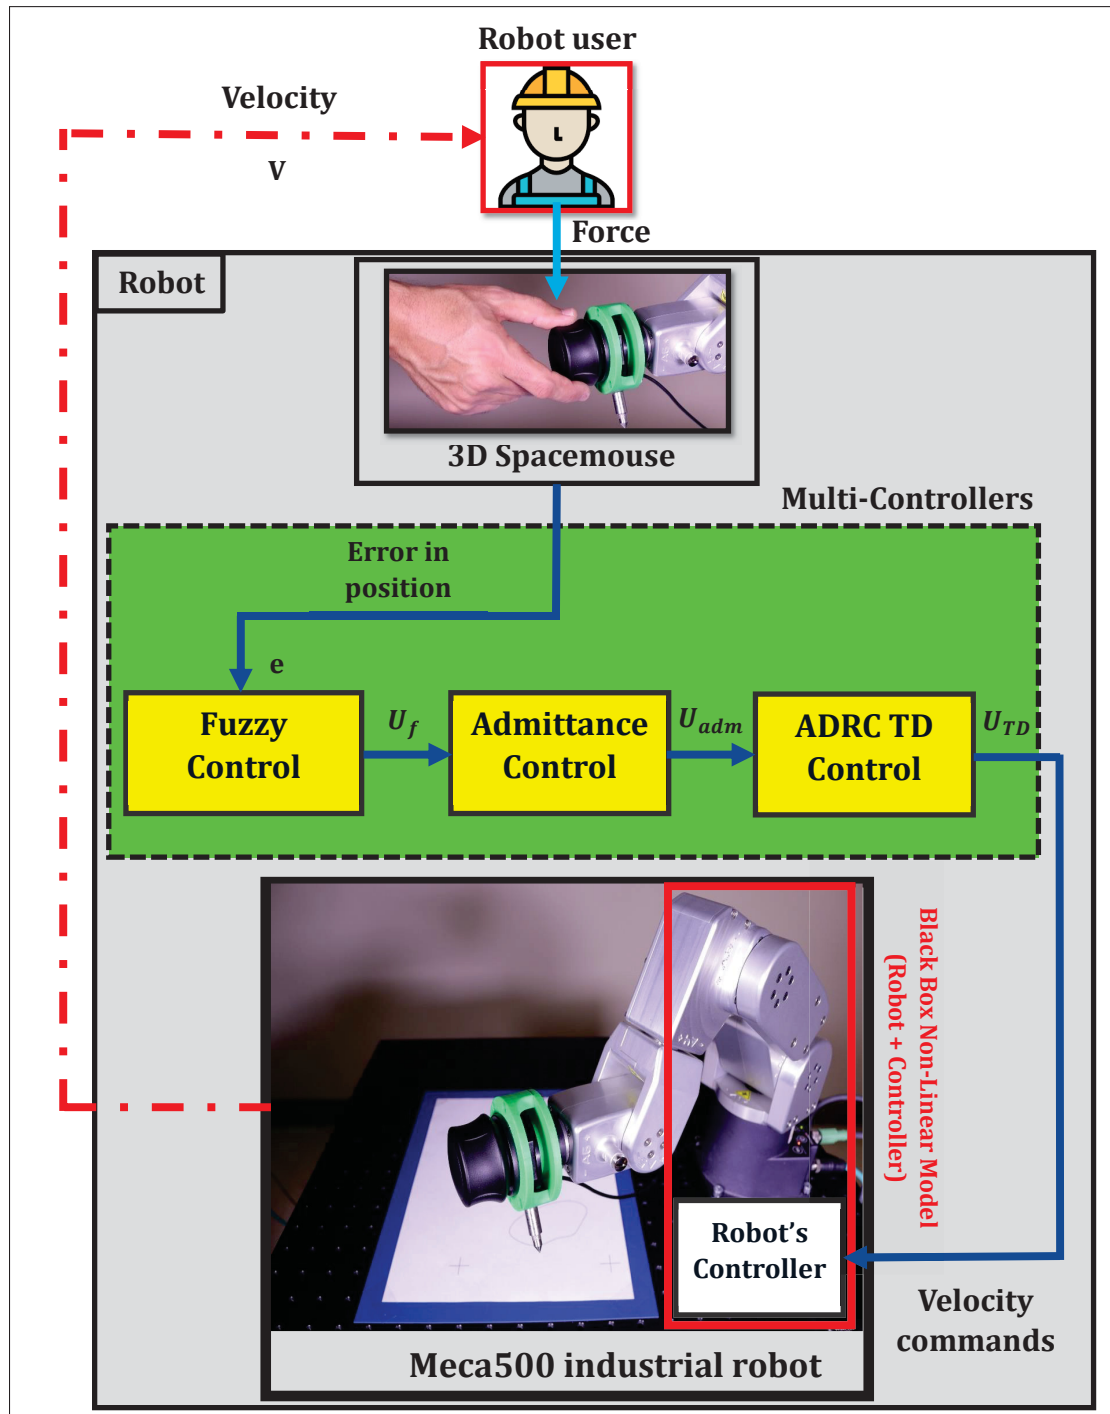 Robot user
Velocity
V
Force
Robot
3D Spacemouse
Multi-Controllers
Error in
position
e
Fuzzy
Control
U_f
Admittance
Control
U_adm
ADRC TD
Control
U_TD
Black Box Non-Linear Model
(Robot + Controller)
Robot's
Controller
Velocity
commands
Meca500 industrial robot